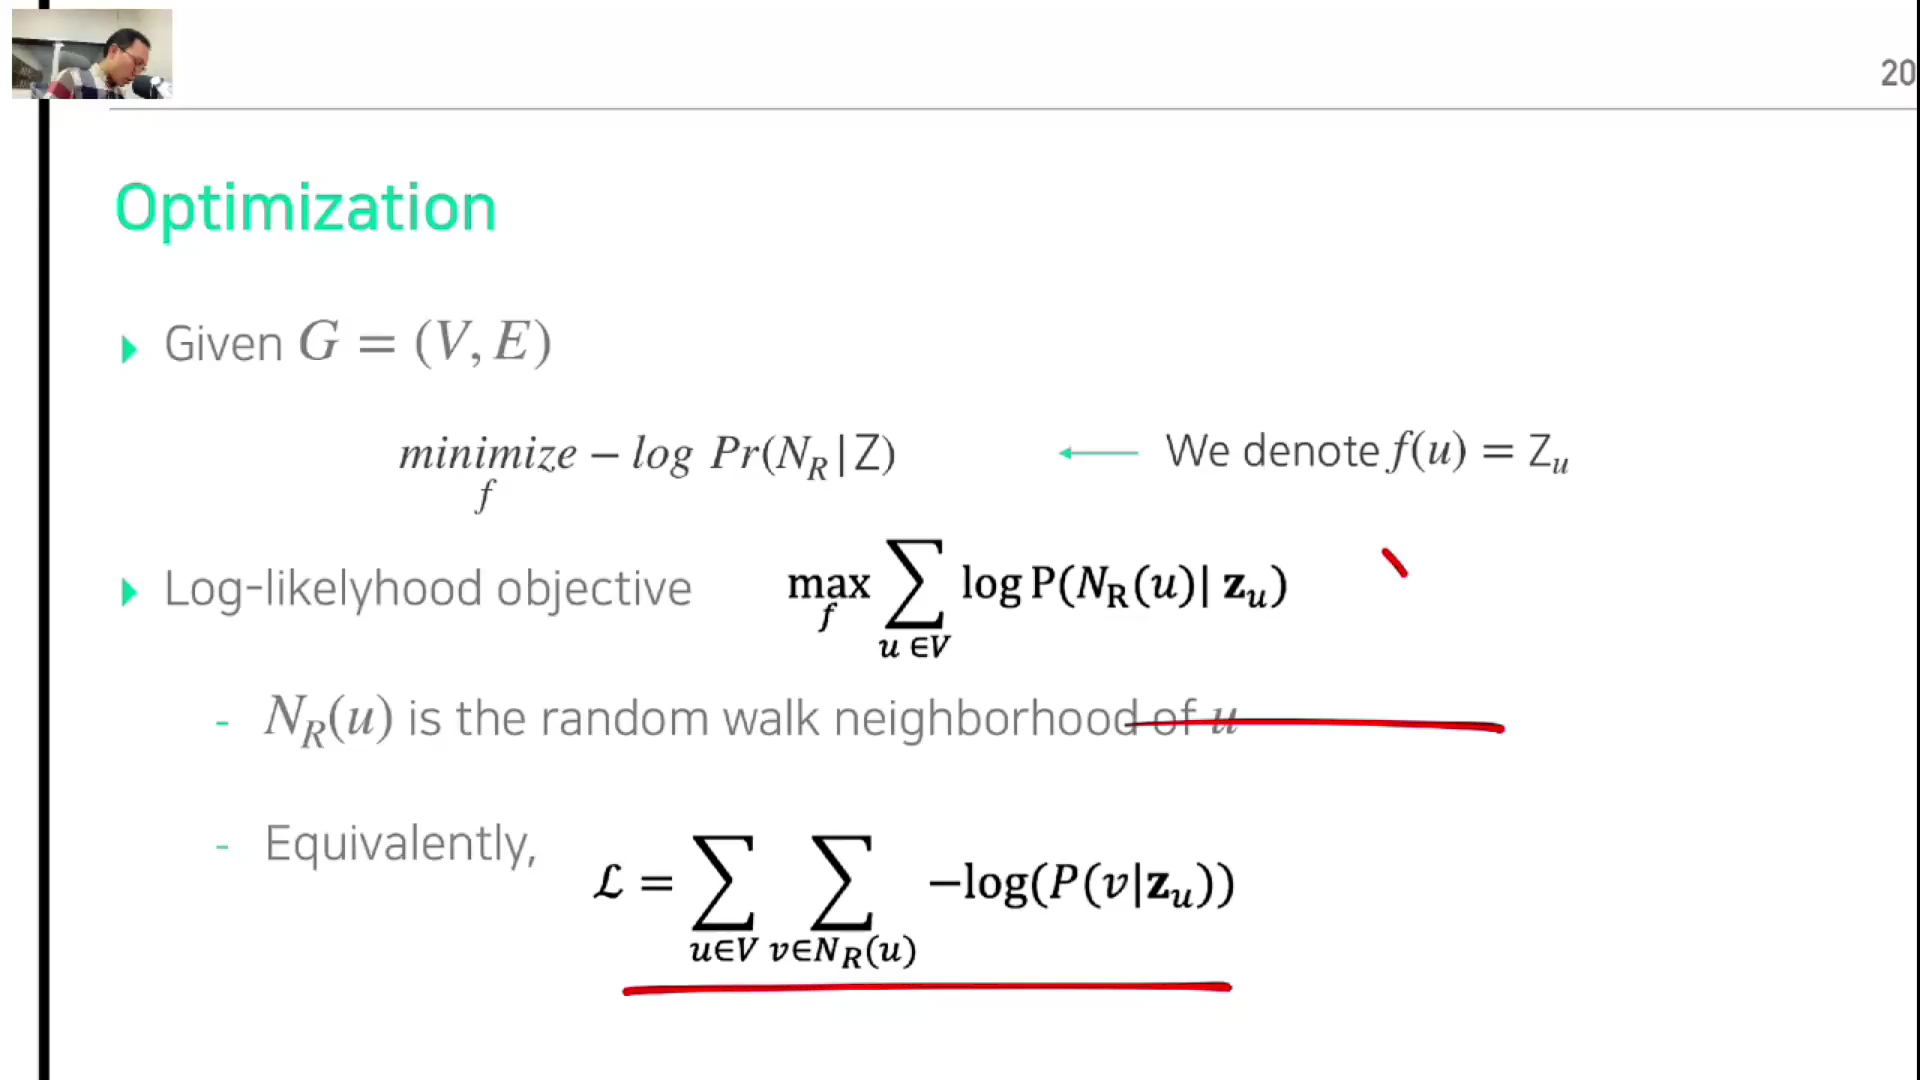 20
Optimization
Given G = (V, E)
minimize − log Pr(N_R|Z) ← We denote f(u) = Z_u
f
Log-likelyhood objective max_f ∑_{u ∈V} log P(N_R(u)| z_u)
- N_R(u) is the random walk neighborhood of u
- Equivalently, ℒ = ∑_{u∈V} ∑_{v∈N_R(u)} −log(P(v|z_u))